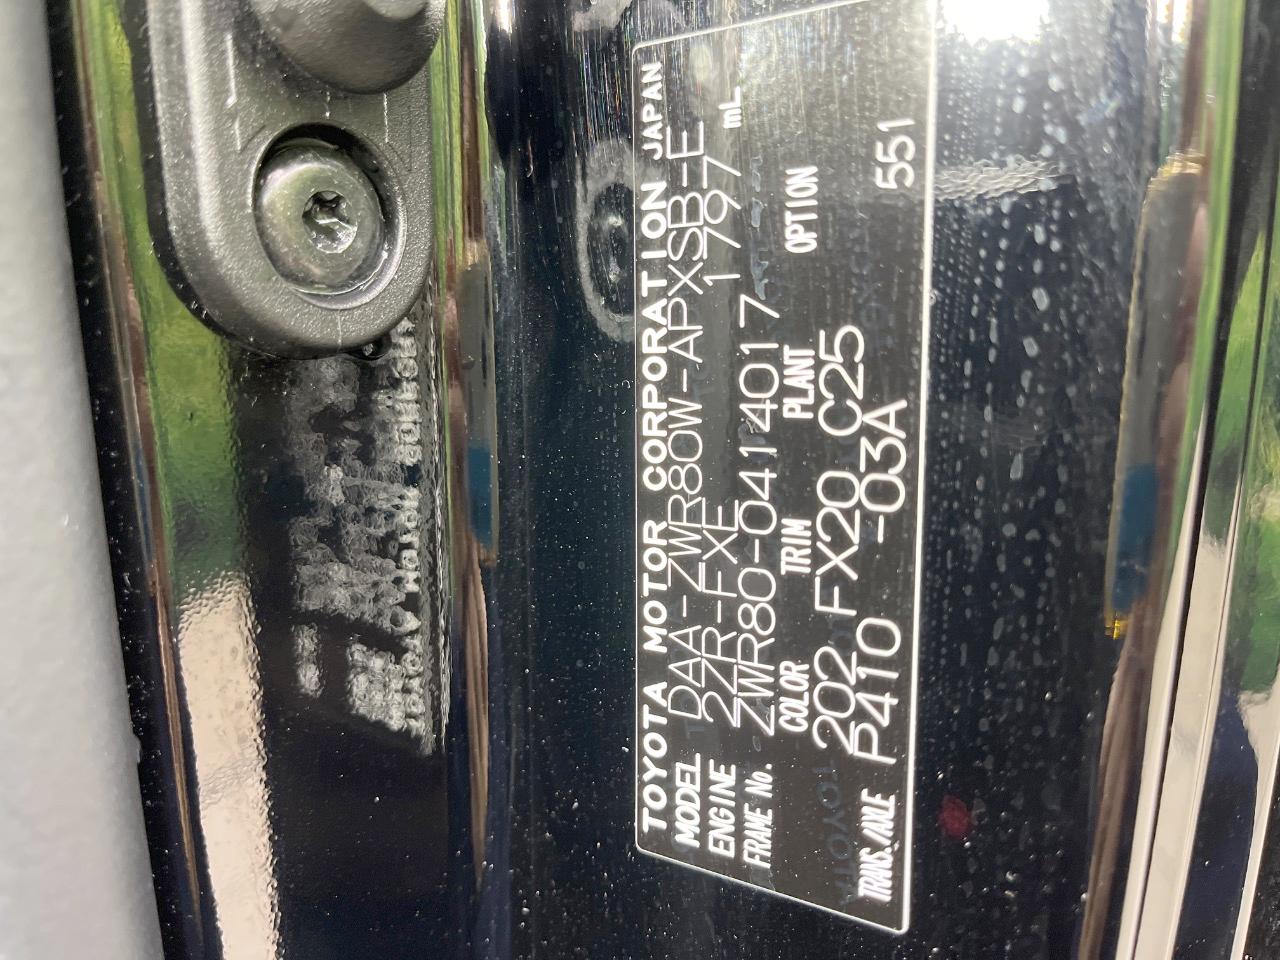 TOYOTA MOTOR CORPORATION JAPAN
MODEL DAA-ZWR80W-APXSB-E
ENGINE 2ZR-FXE 1797 mL
FRAME No. ZWR80-0414017
COLOR TRIM PLANT OPTION
202 FX20 C25
TRANS./AXLE P410 -03A 551